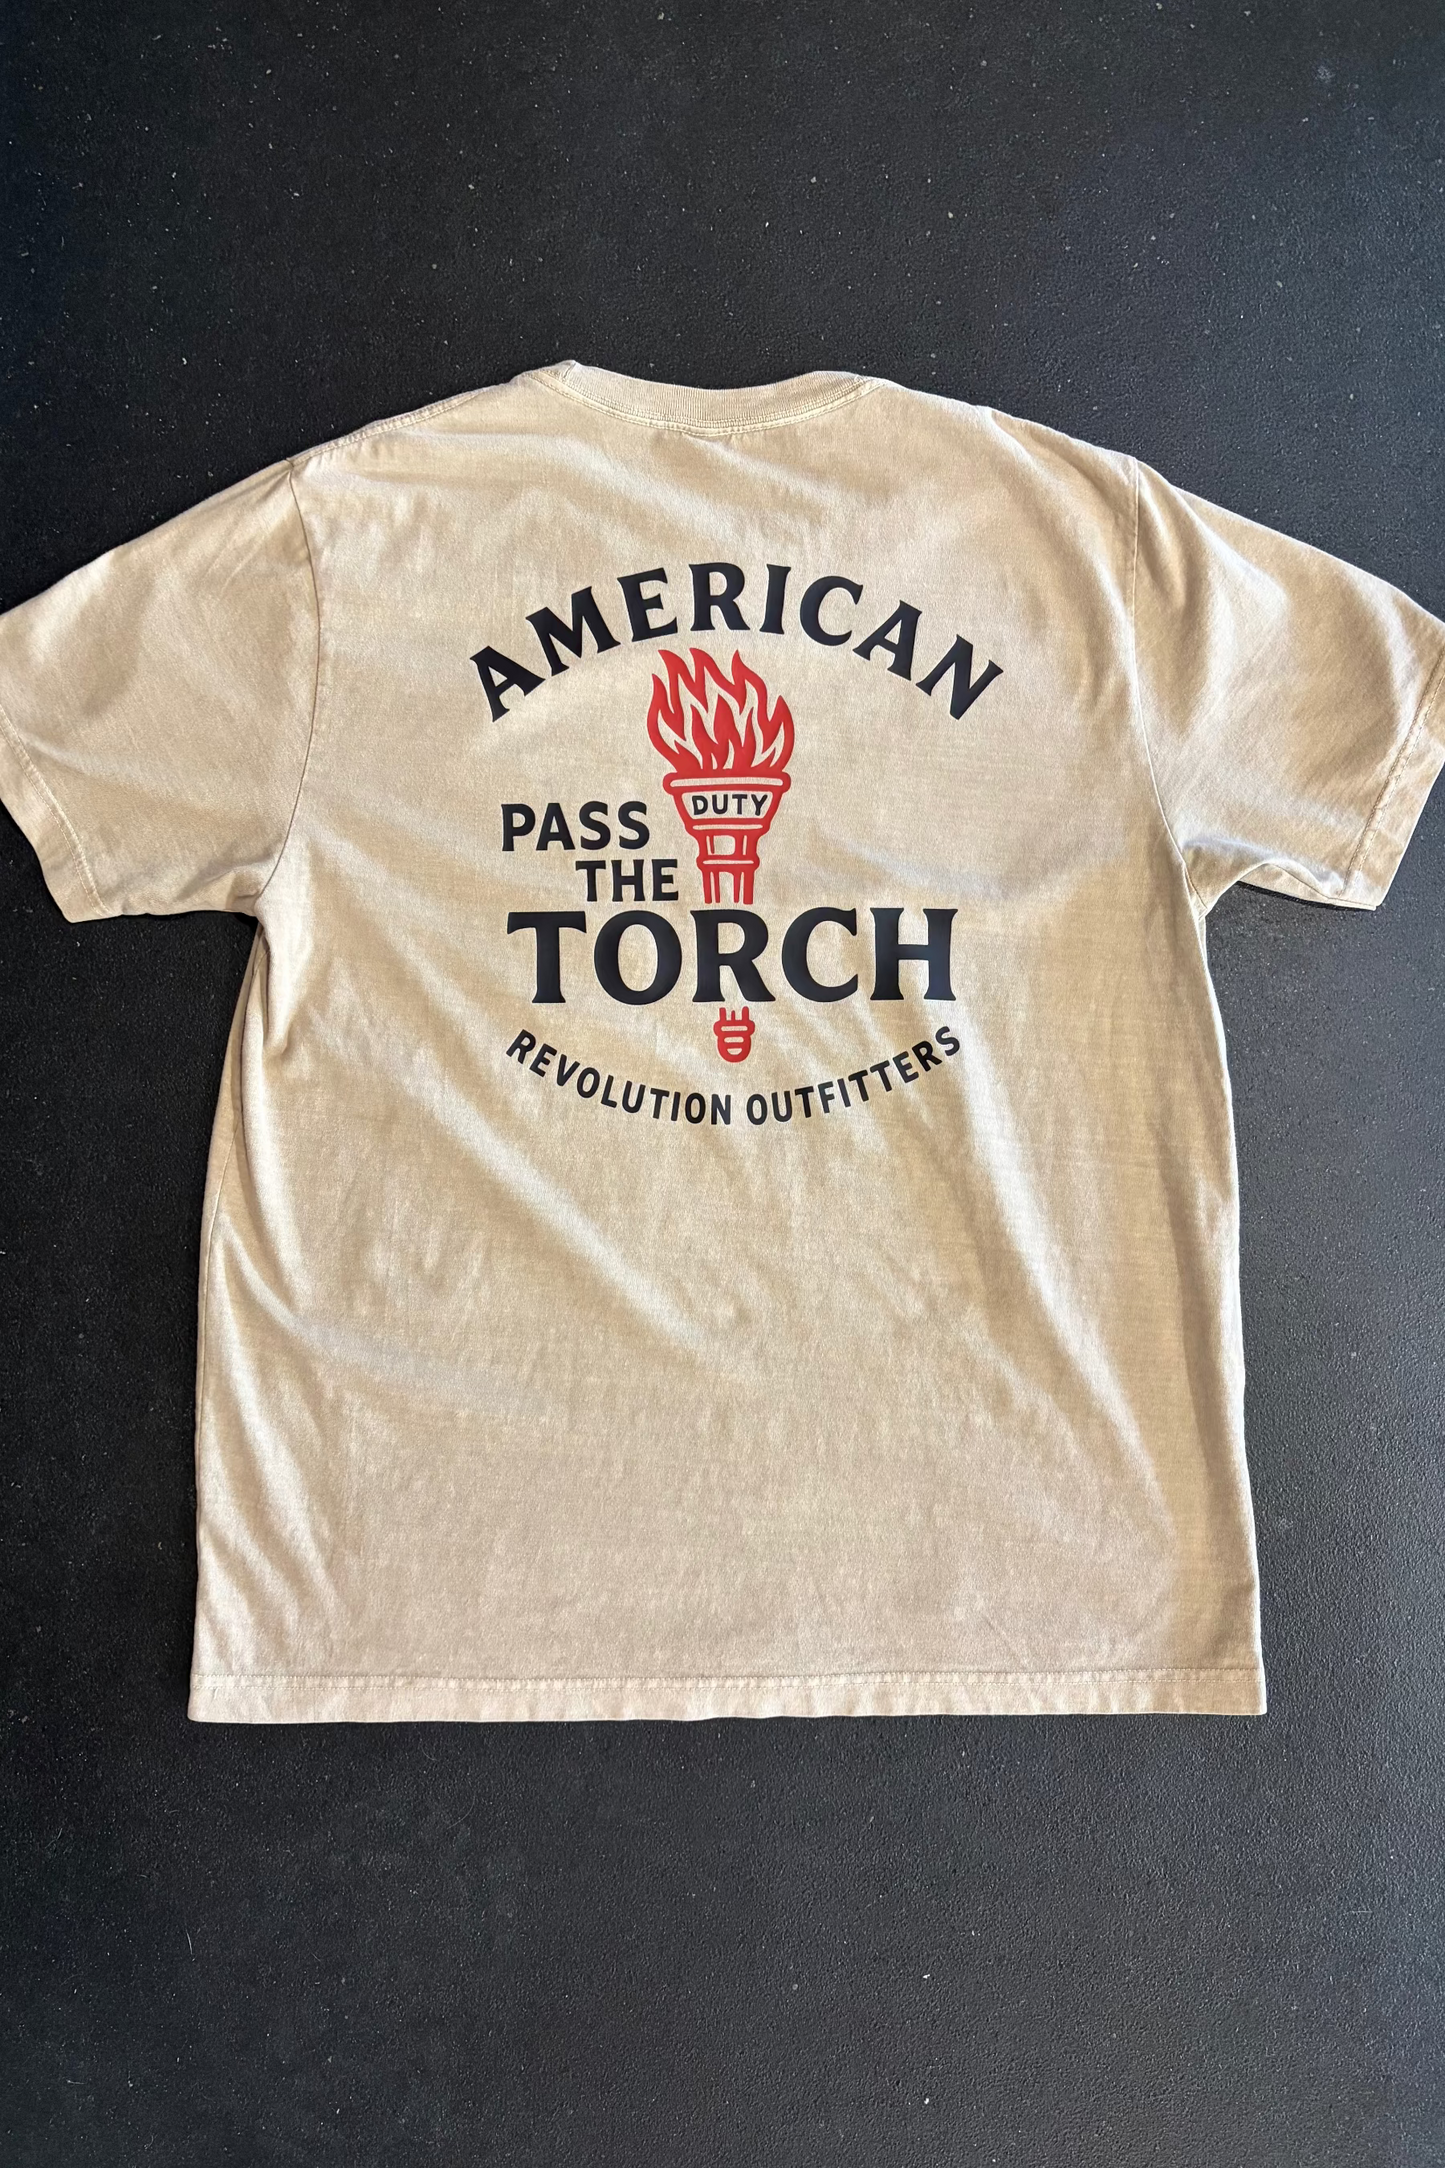 AMERICAN
DUTY
PASS
THE
TORCH
REVOLUTION OUTFITTERS